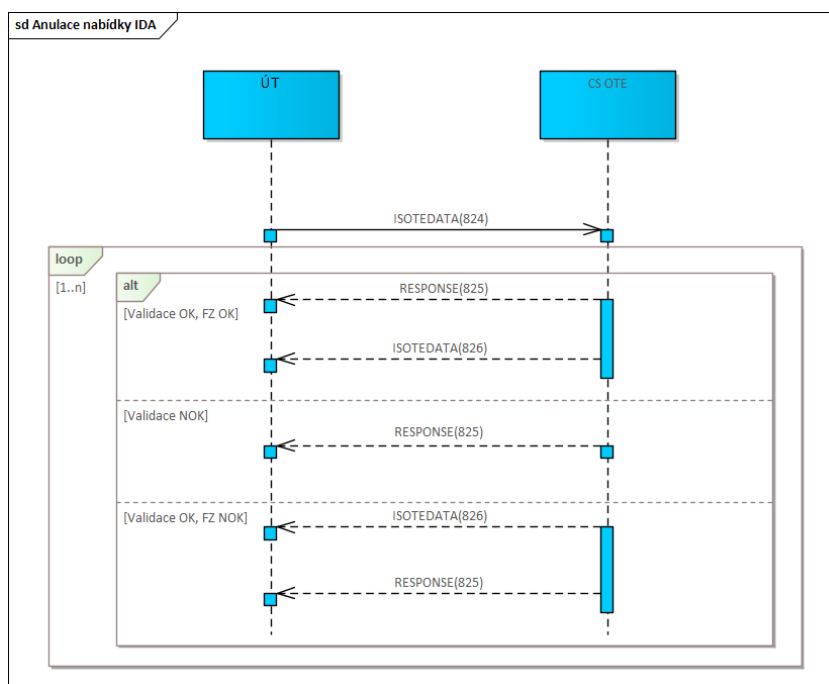 sd Anulace nabídky IDA
ÚT
CS OTE
ISOTEDATA(824)
loop
[1..n]
alt
RESPONSE(825)
[Validace OK, FZ OK]
ISOTEDATA(826)
[Validace NOK]
RESPONSE(825)
[Validace OK, FZ NOK]
ISOTEDATA(826)
RESPONSE(825)